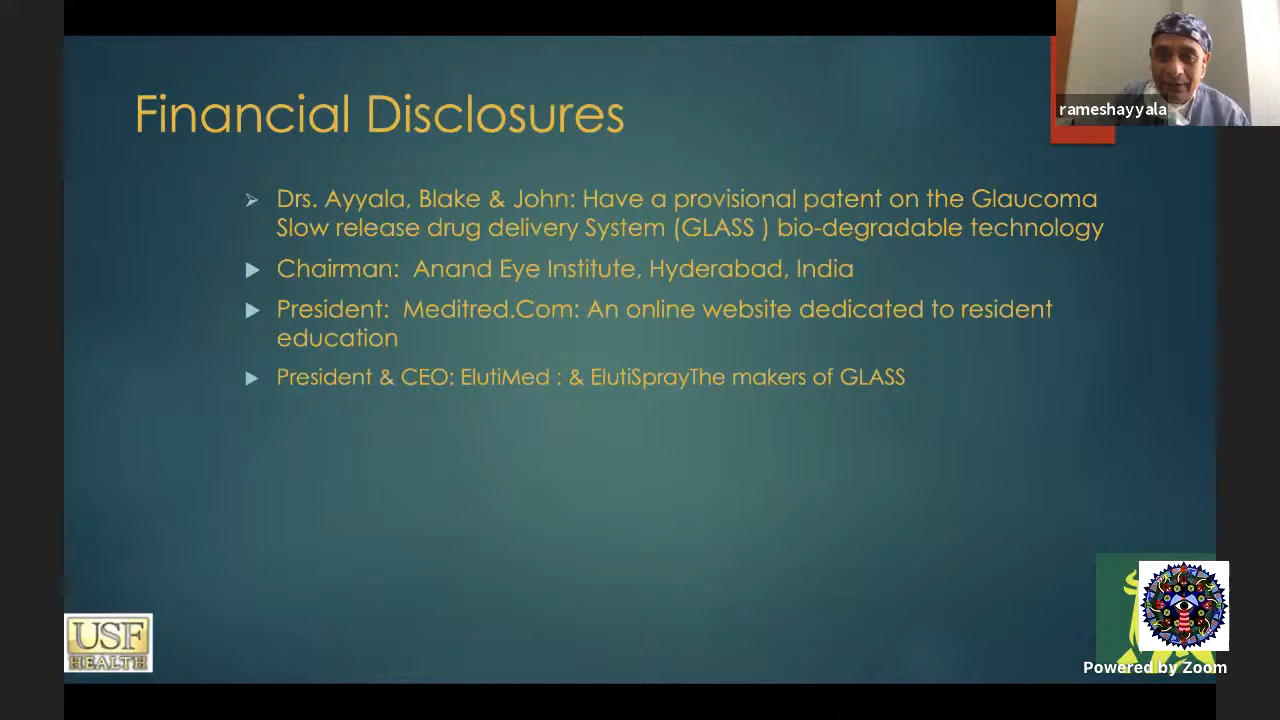 Financial Disclosures
rameshayyala
Drs. Ayyala, Blake & John: Have a provisional patent on the Glaucoma
Slow release drug delivery System (GLASS ) bio-degradable technology
Chairman:  Anand Eye Institute, Hyderabad, India
President:  Meditred.Com: An online website dedicated to resident
education
President & CEO: ElutiMed : & ElutiSprayThe makers of GLASS
USF
HEALTH
Powered by Zoom